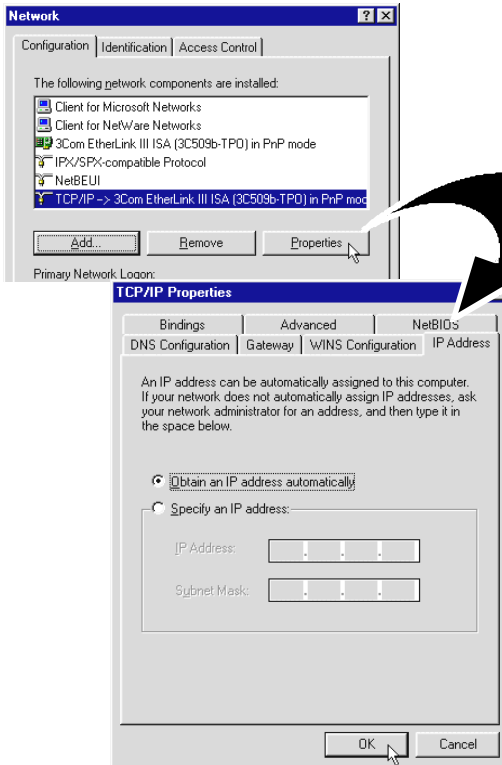 Network
Configuration Identification Access Control
The following network components are installed:
Client for Microsoft Networks
Client for NetWare Networks
3Com EtherLink III ISA (3C509b-TPO) in PnP mode
IPX/SPX-compatible Protocol
NetBEUI
TCP/IP -> 3Com EtherLink III ISA (3C509b-TPO) in PnP mod
Add... Remove Properties
Primary Network Logon:
TCP/IP Properties
Bindings Advanced NetBIOS
DNS Configuration Gateway WINS Configuration IP Address
An IP address can be automatically assigned to this computer.
If your network does not automatically assign IP addresses, ask
your network administrator for an address, and then type it in
the space below.
Obtain an IP address automatically
Specify an IP address:
IP Address:
Subnet Mask:
OK Cancel